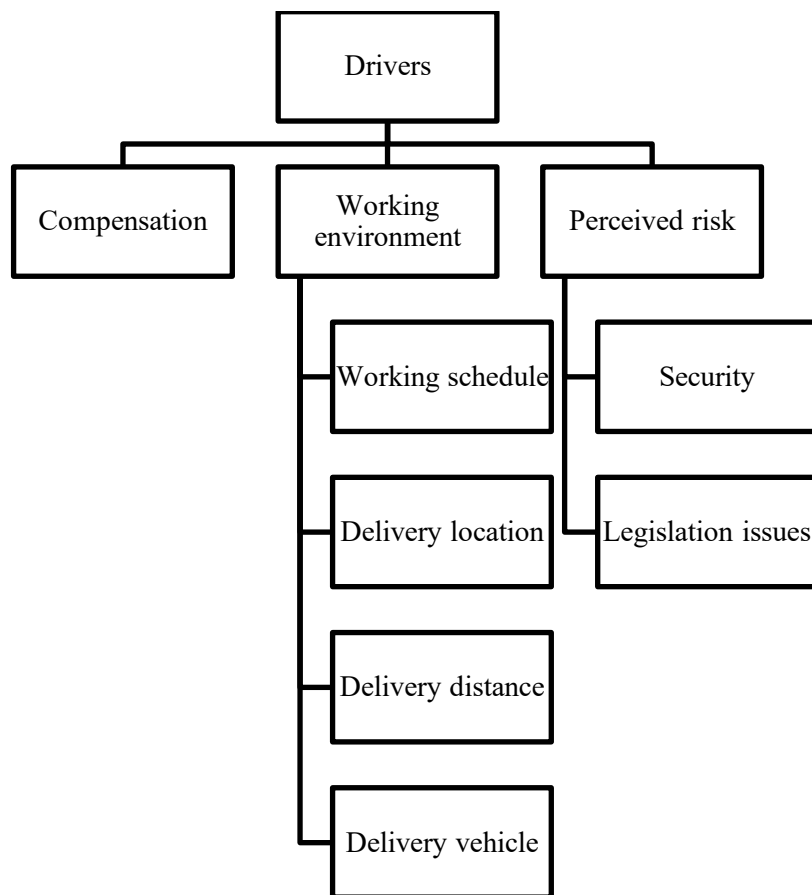 Drivers
Compensation
Working
environment
Perceived risk
Working schedule
Security
Delivery location
Legislation issues
Delivery distance
Delivery vehicle